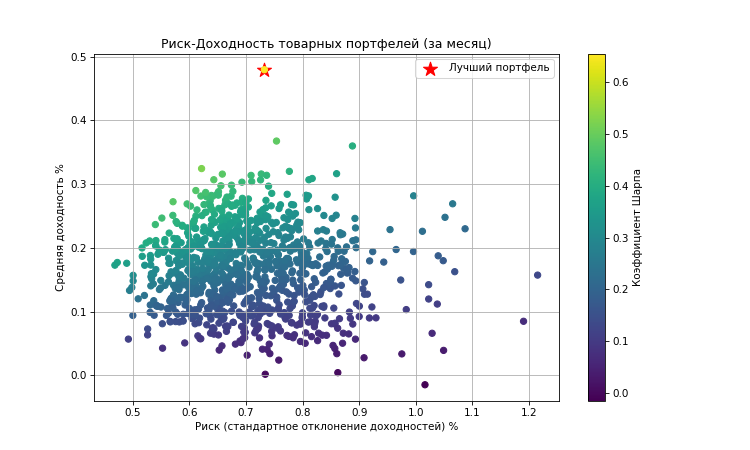 Риск-Доходность товарных портфелей (за месяц)
Лучший портфель
Средняя доходность %
0.5
0.4
0.3
0.2
0.1
0.0
0.5 0.6 0.7 0.8 0.9 1.0 1.1 1.2
Риск (стандартное отклонение доходностей) %
0.6
0.5
0.4
0.3
0.2
0.1
0.0
Коэффициент Шарпа